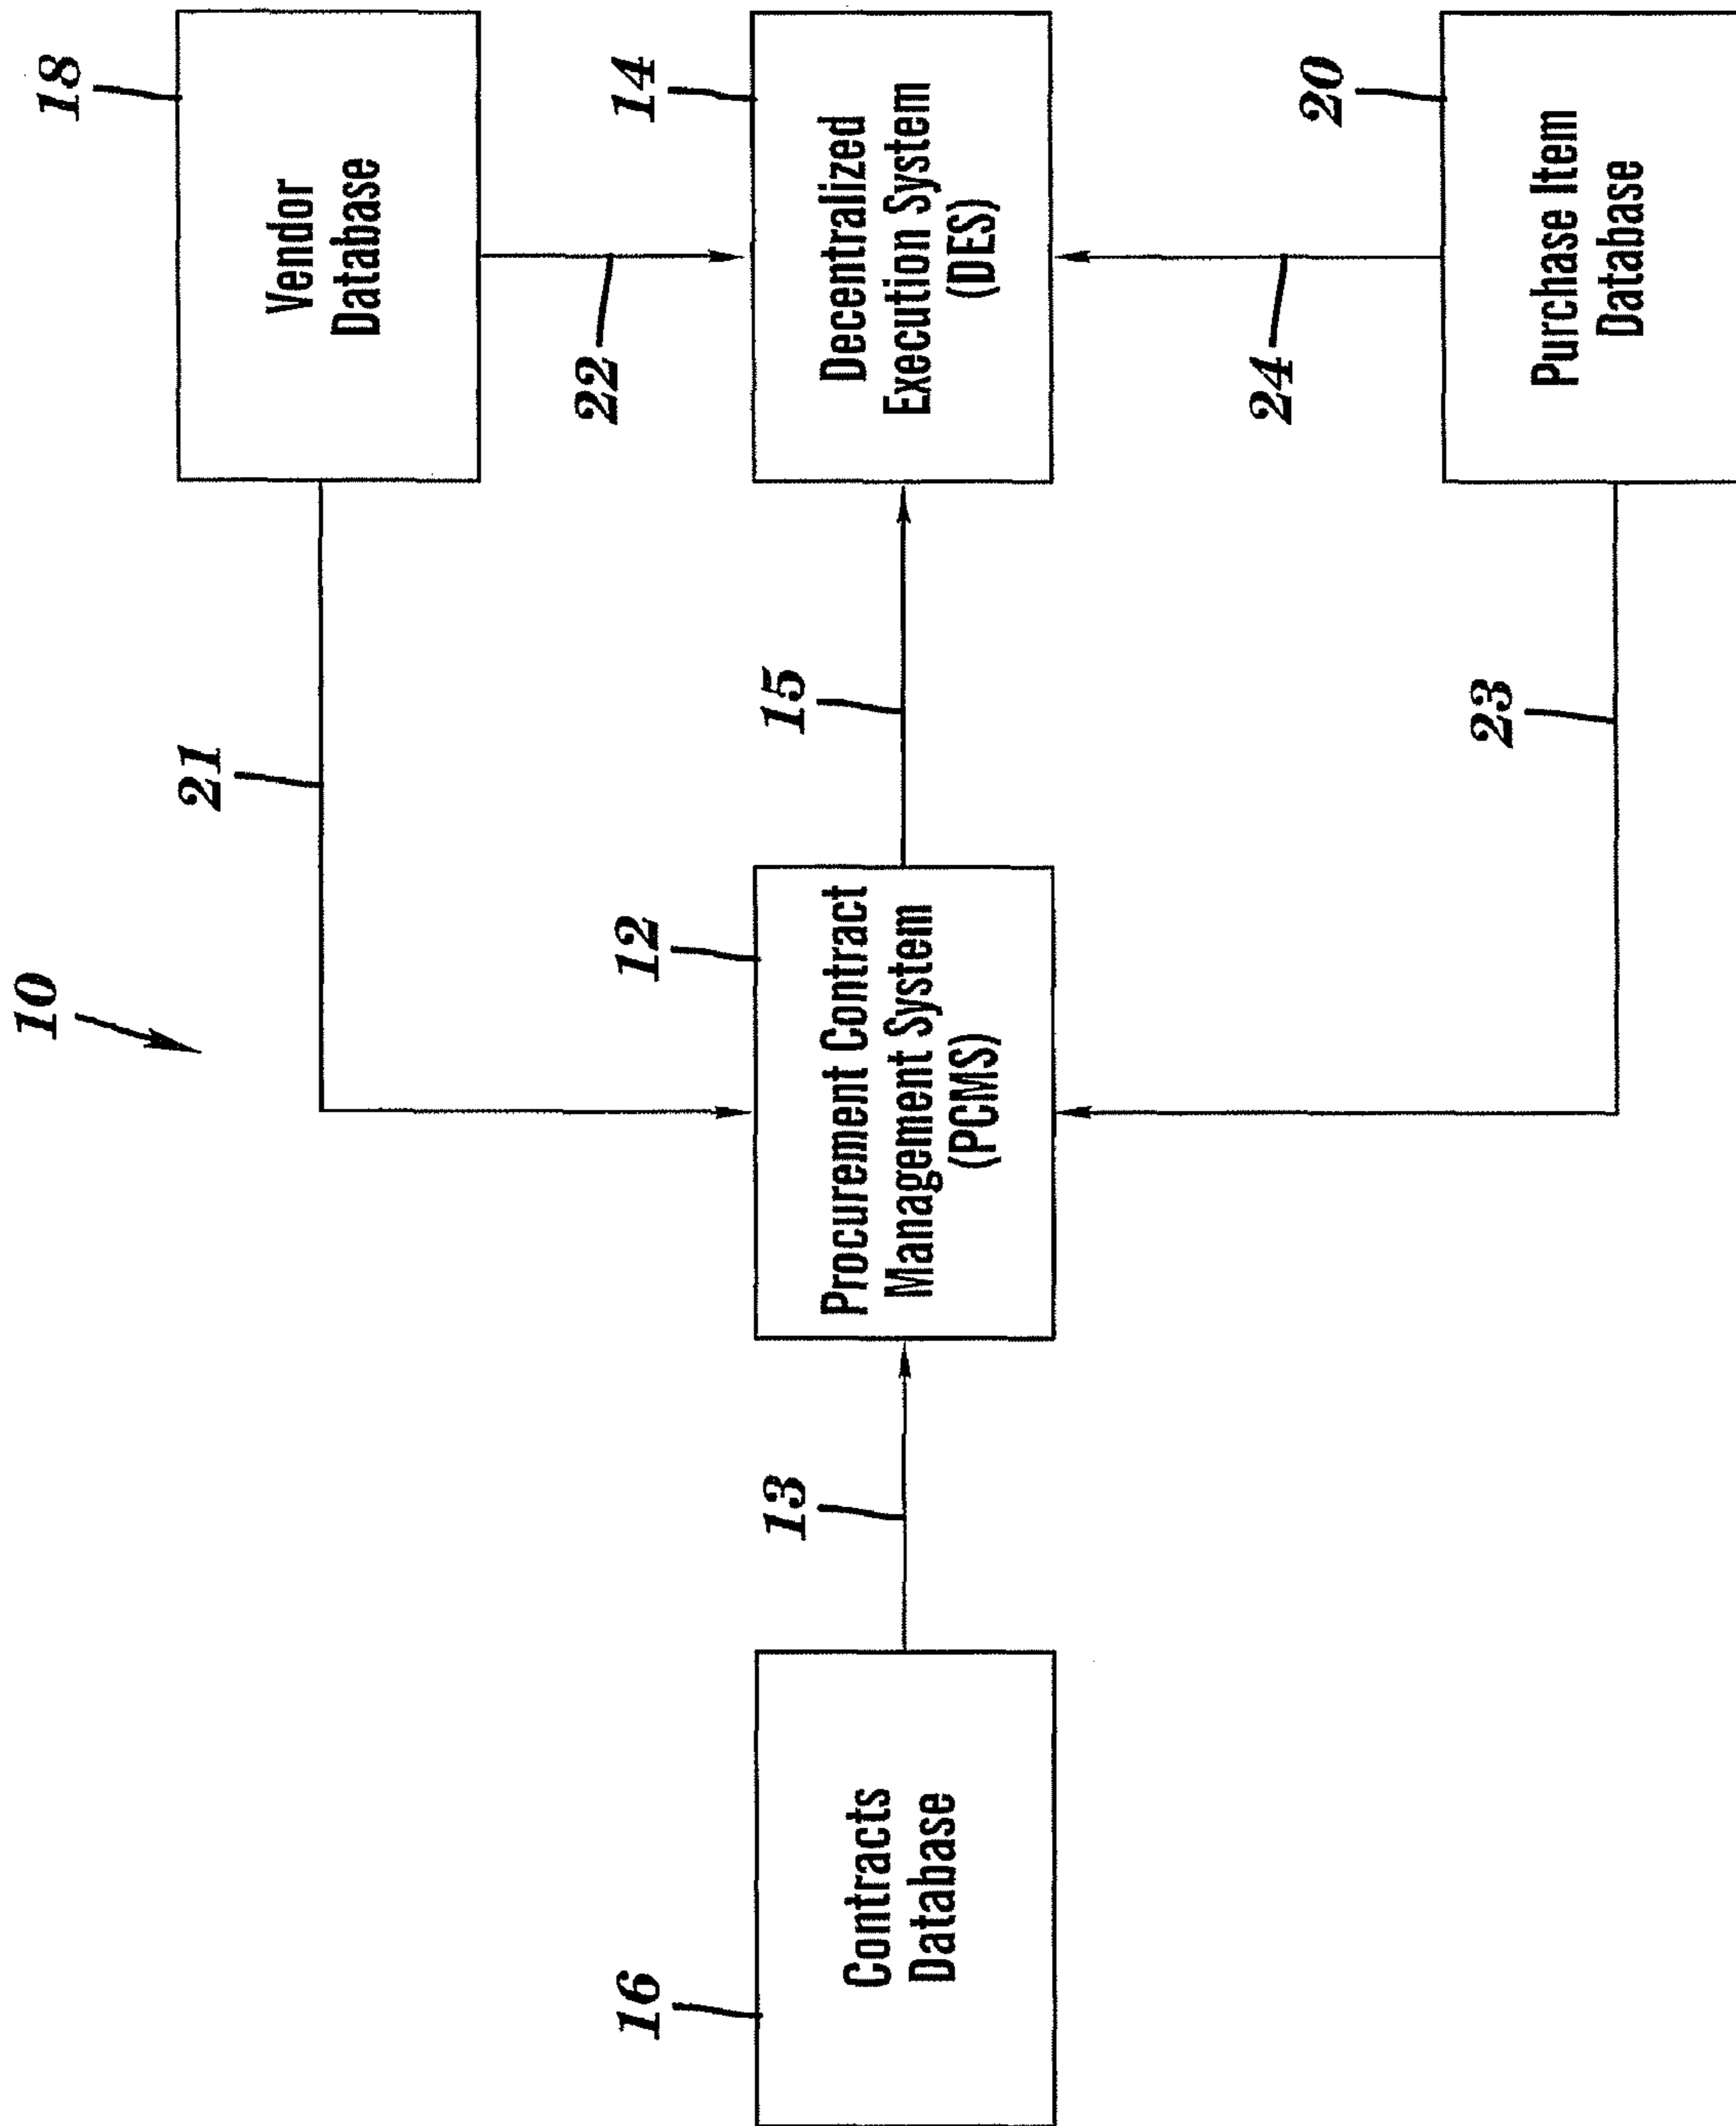 10
18
Vendor
Database
21
22
12
Procurement Contract
Management System
(PCMS)
14
Decentralized
Execution System
(DES)
15
16
Contracts
Database
13
20
Purchase Item
Database
23
24